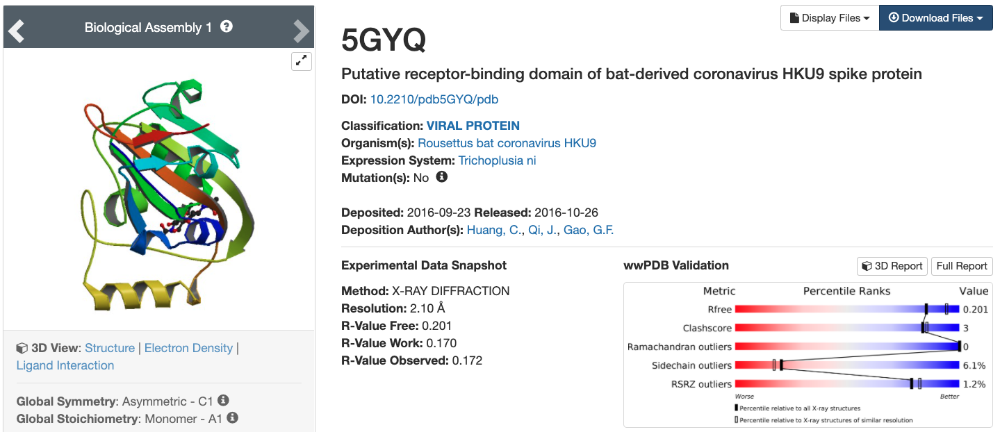 Biological Assembly 1
3D View: Structure | Electron Density |
Ligand Interaction
Global Symmetry: Asymmetric - C1
Global Stoichiometry: Monomer - A1
Display Files
Download Files
5GYQ
Putative receptor-binding domain of bat-derived coronavirus HKU9 spike protein
DOI: 10.2210/pdb5GYQ/pdb
Classification: VIRAL PROTEIN
Organism(s): Rousettus bat coronavirus HKU9
Expression System: Trichoplusia ni
Mutation(s): No
Deposited: 2016-09-23 Released: 2016-10-26
Deposition Author(s): Huang, C., Qi, J., Gao, G.F.
Experimental Data Snapshot
Method: X-RAY DIFFRACTION
Resolution: 2.10 Å
R-Value Free: 0.201
R-Value Work: 0.170
R-Value Observed: 0.172
wwPDB Validation
3D Report
Full Report
Metric Percentile Ranks Value
Rfree 0.201
Clashscore 3
Ramachandran outliers 0
Sidechain outliers 6.1%
RSRZ outliers 1.2%
Worse Better
Percentile relative to all X-ray structures
Percentile relative to X-ray structures of similar resolution